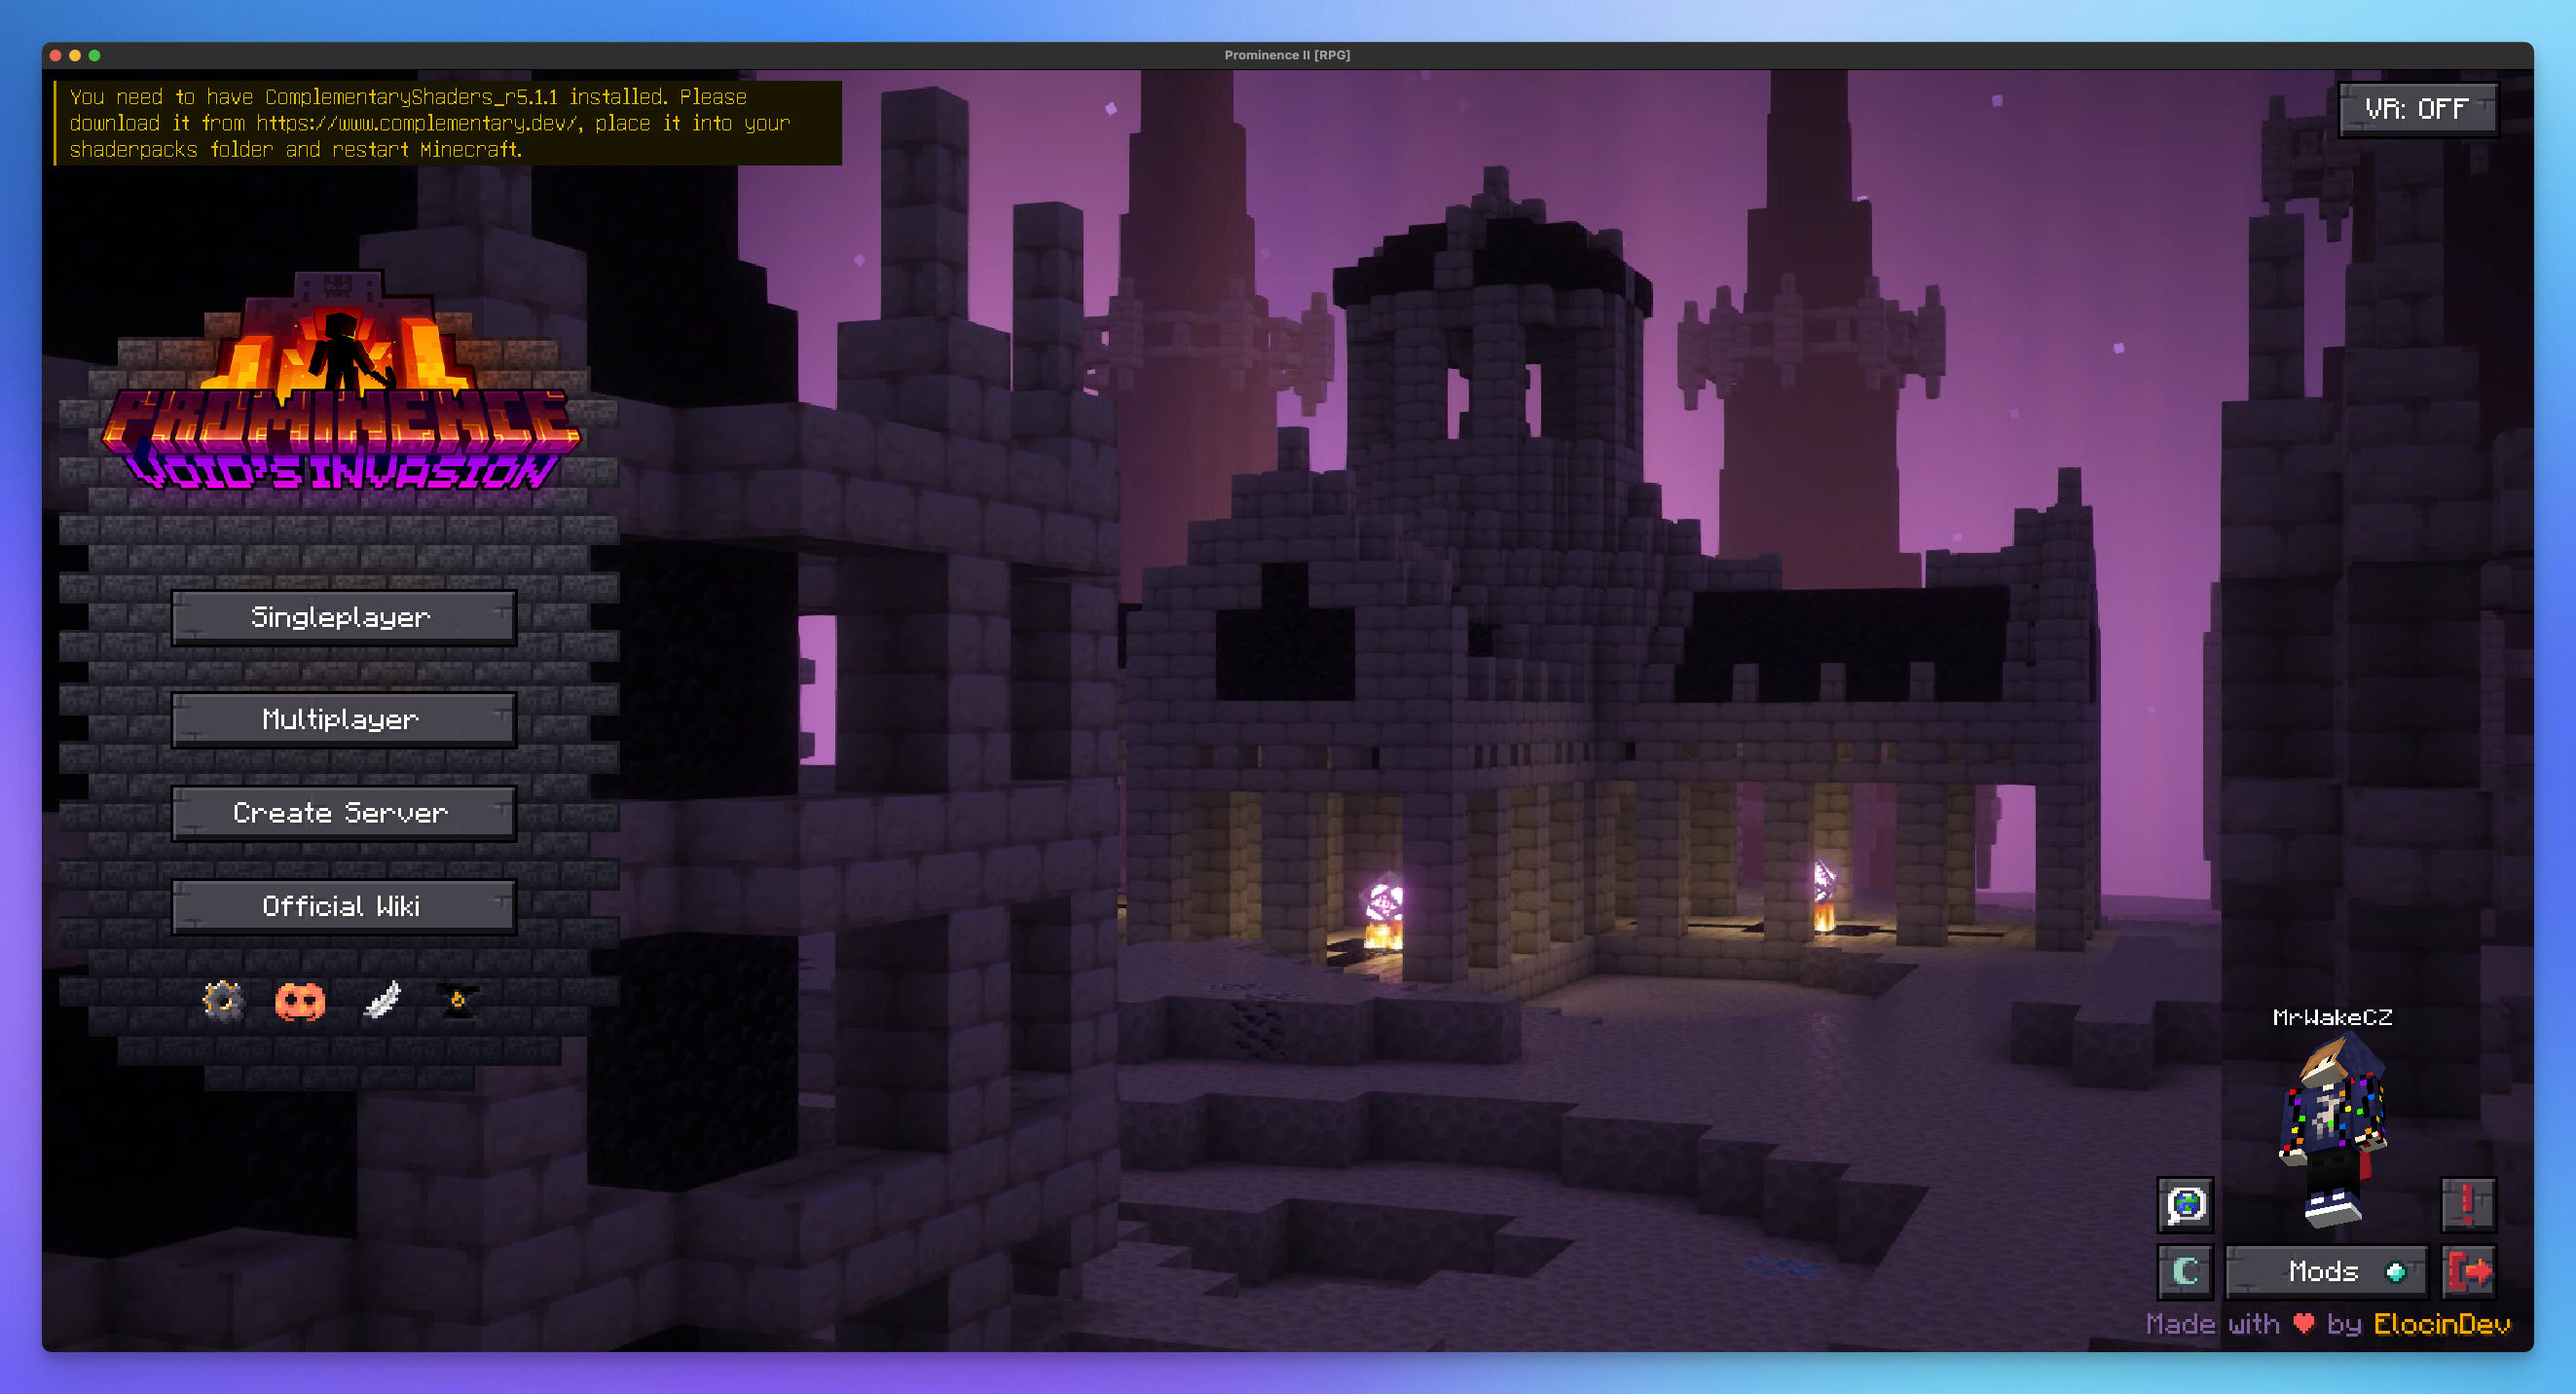 Prominence II [RPG]
You need to have ComplementaryShaders_r5.1.1 installed. Please
download it from https://www.complementary.dev/, place it into your
shaderpacks folder and restart Minecraft.
VR: OFF
PROMINENCE
VOID'S INVASION
Singleplayer
Multiplayer
Create Server
Official Wiki
MrWakeCZ
Mods
Made with ❤ by ElocinDev